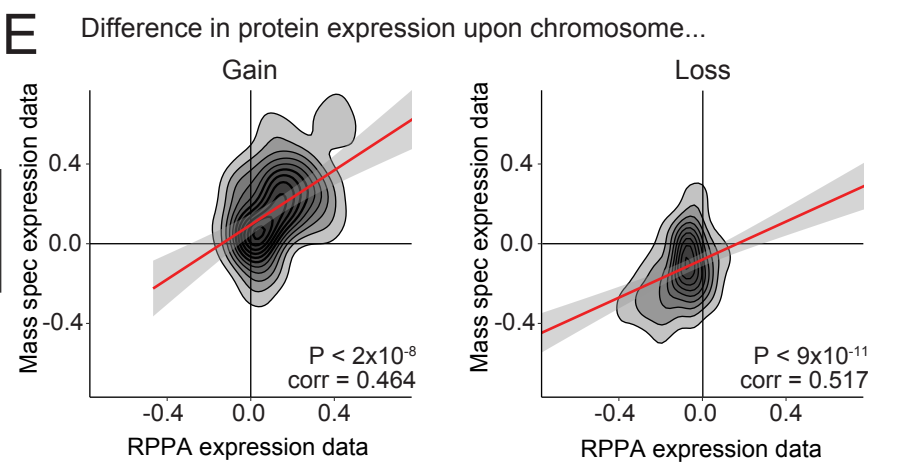 E
Difference in protein expression upon chromosome...
Gain
Mass spec expression data
0.4
0.0
-0.4
P < 2x10⁻⁸
corr = 0.464
-0.4 0.0 0.4
RPPA expression data
Loss
Mass spec expression data
0.4
0.0
-0.4
P < 9x10⁻¹¹
corr = 0.517
-0.4 0.0 0.4
RPPA expression data